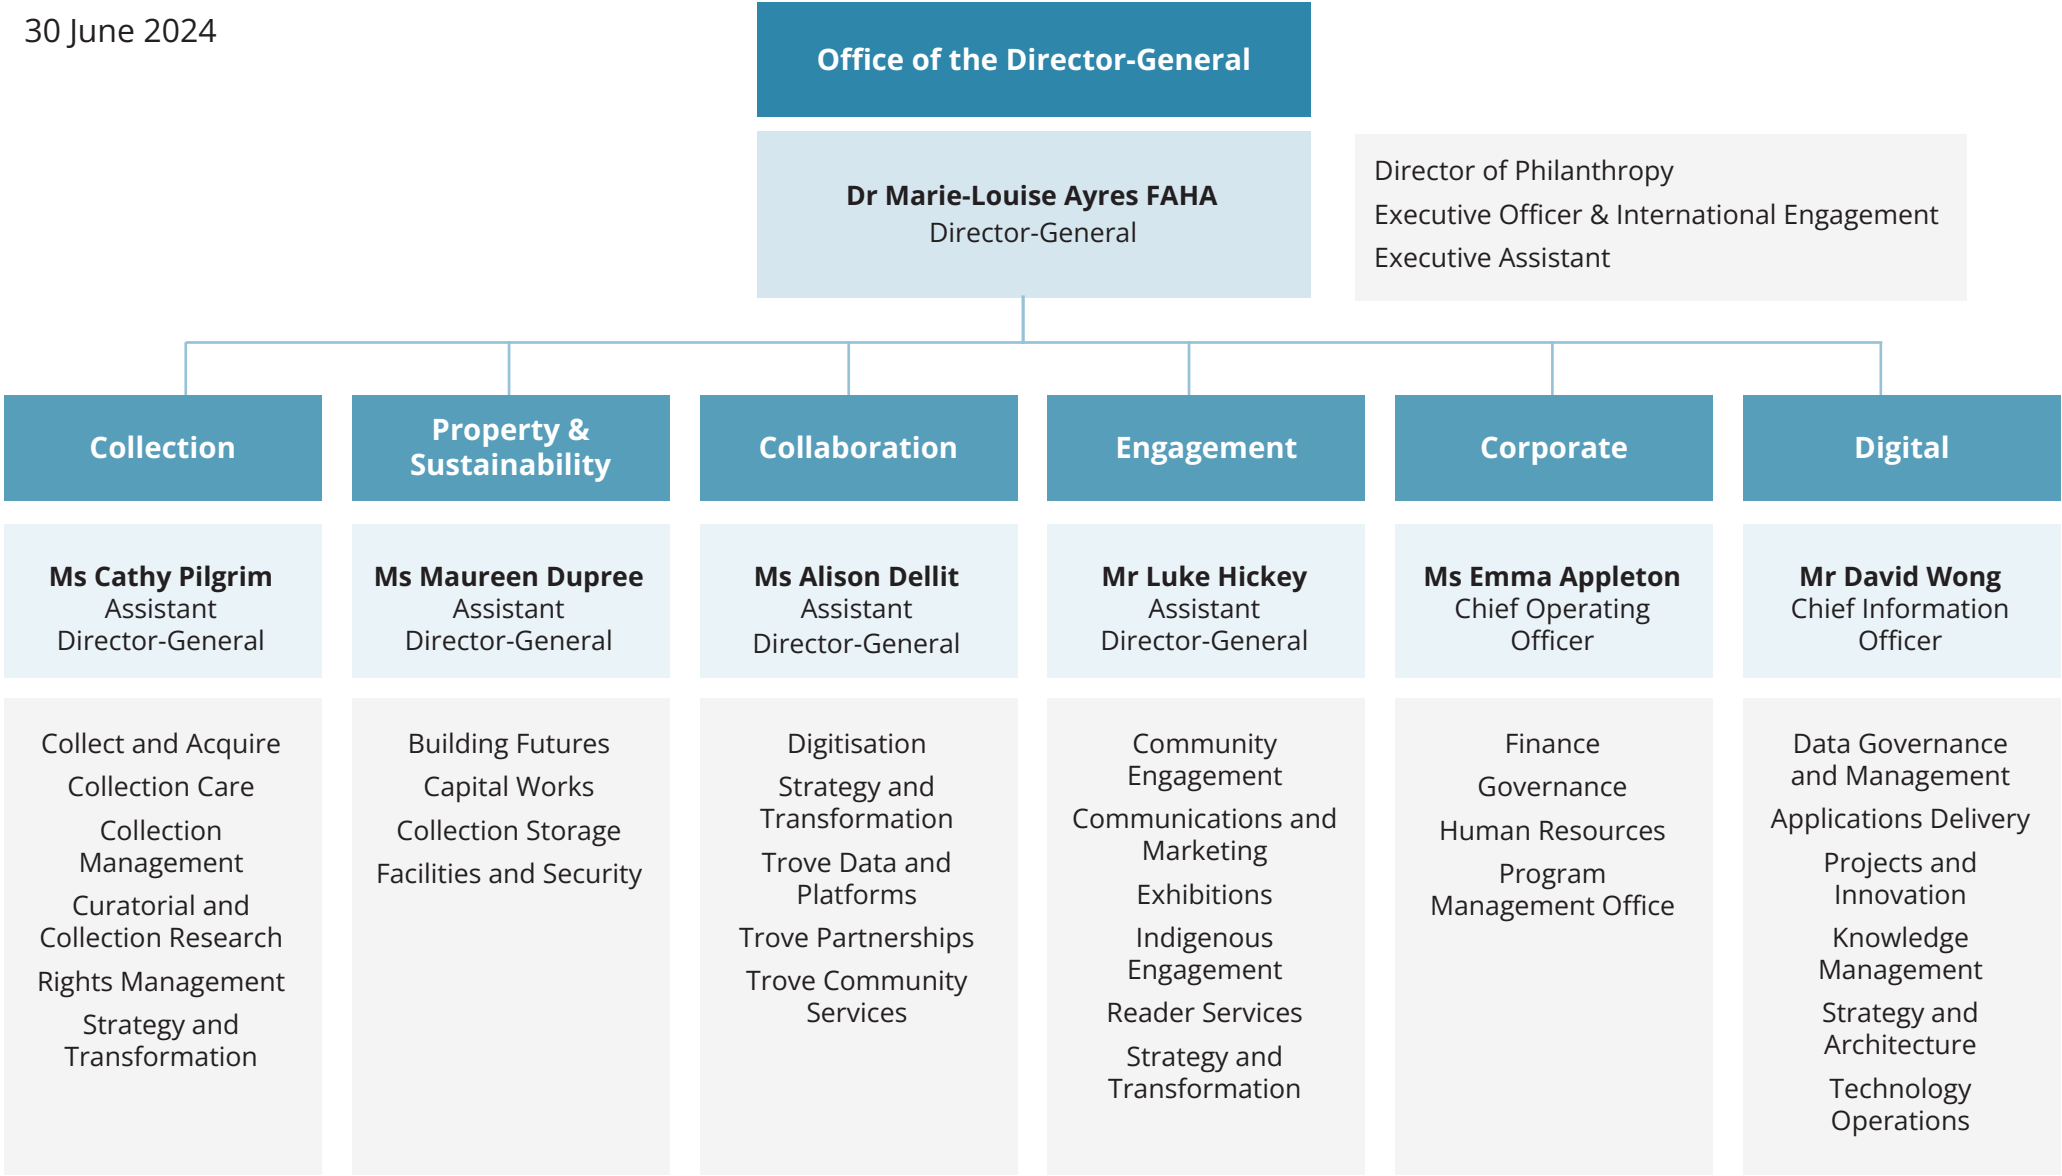 30 June 2024
Office of the Director-General
Dr Marie-Louise Ayres FAHA
Director-General
Director of Philanthropy
Executive Officer & International Engagement
Executive Assistant
Collection
Ms Cathy Pilgrim
Assistant
Director-General
Collect and Acquire
Collection Care
Collection
Management
Curatorial and
Collection Research
Rights Management
Strategy and
Transformation
Property &
Sustainability
Ms Maureen Dupree
Assistant
Director-General
Building Futures
Capital Works
Collection Storage
Facilities and Security
Collaboration
Ms Alison Dellit
Assistant
Director-General
Digitisation
Strategy and
Transformation
Trove Data and
Platforms
Trove Partnerships
Trove Community
Services
Engagement
Mr Luke Hickey
Assistant
Director-General
Community
Engagement
Communications and
Marketing
Exhibitions
Indigenous
Engagement
Reader Services
Strategy and
Transformation
Corporate
Ms Emma Appleton
Chief Operating
Officer
Finance
Governance
Human Resources
Program
Management Office
Digital
Mr David Wong
Chief Information
Officer
Data Governance
and Management
Applications Delivery
Projects and
Innovation
Knowledge
Management
Strategy and
Architecture
Technology
Operations